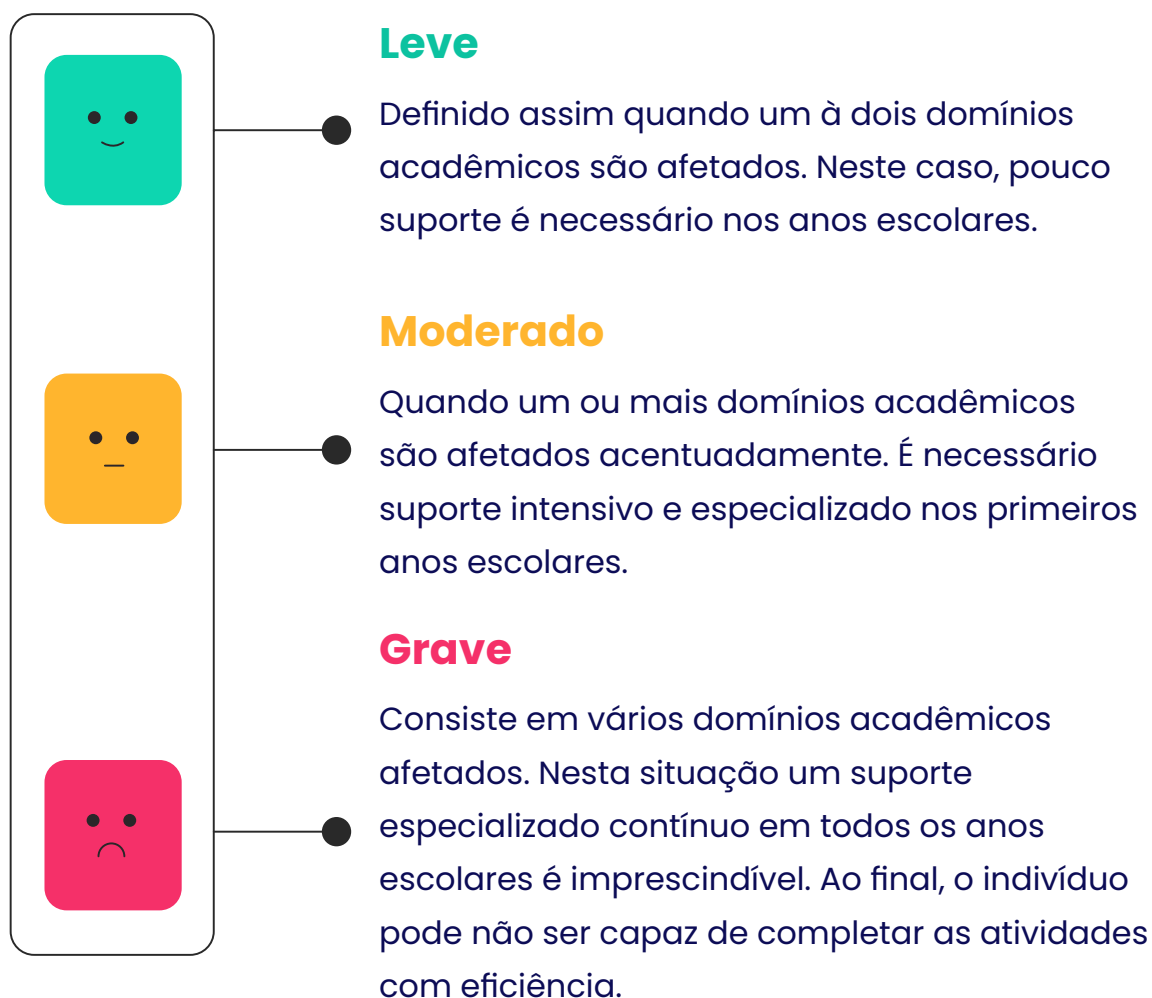 Leve
Definido assim quando um à dois domínios
acadêmicos são afetados. Neste caso, pouco
suporte é necessário nos anos escolares.
Moderado
Quando um ou mais domínios acadêmicos
são afetados acentuadamente. É necessário
suporte intensivo e especializado nos primeiros
anos escolares.
Grave
Consiste em vários domínios acadêmicos
afetados. Nesta situação um suporte
especializado contínuo em todos os anos
escolares é imprescindível. Ao final, o indivíduo
pode não ser capaz de completar as atividades
com eficiência.